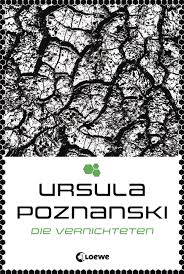 URSULA
POZNANSKI
DIE VERNICHTETEN
Loewe